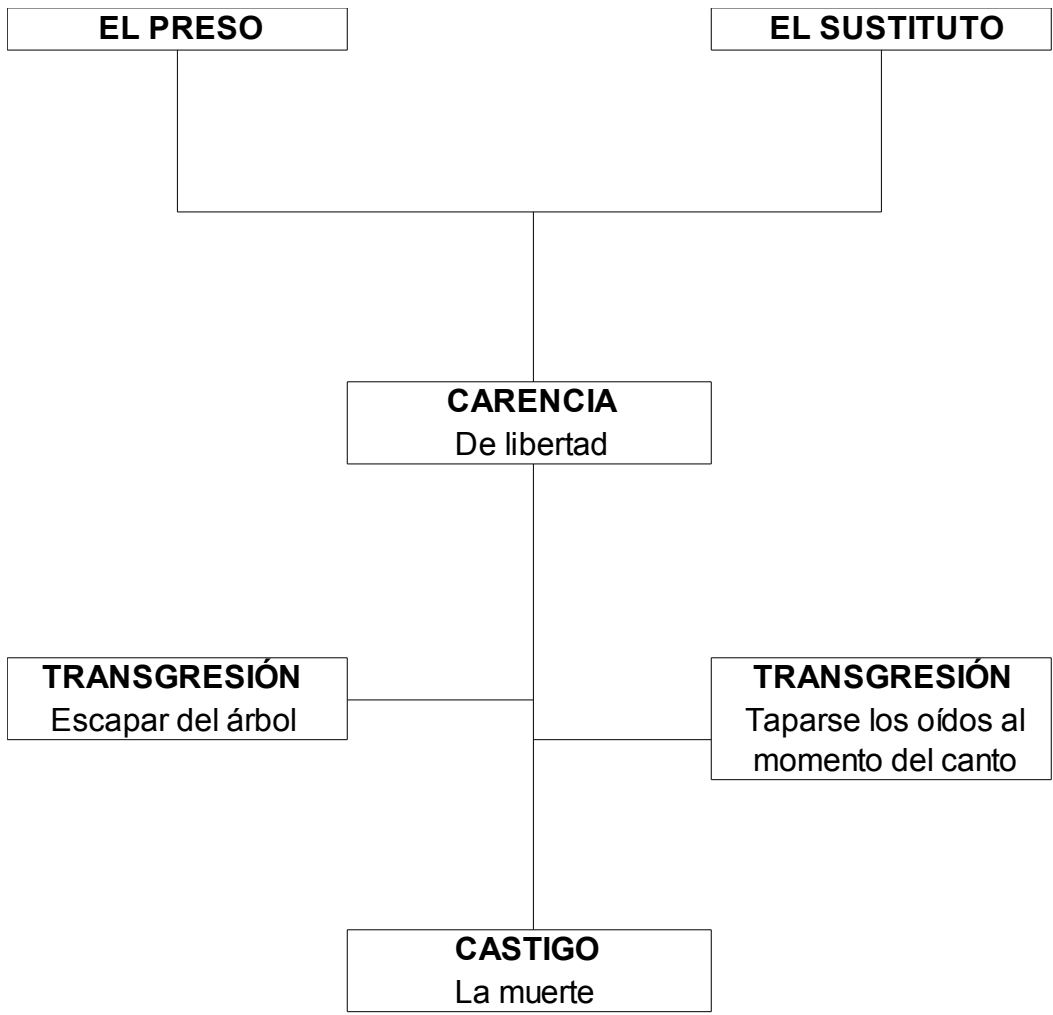 EL PRESO
EL SUSTITUTO
CARENCIA
De libertad
TRANSGRESIÓN
Escapar del árbol
TRANSGRESIÓN
Taparse los oídos al
momento del canto
CASTIGO
La muerte